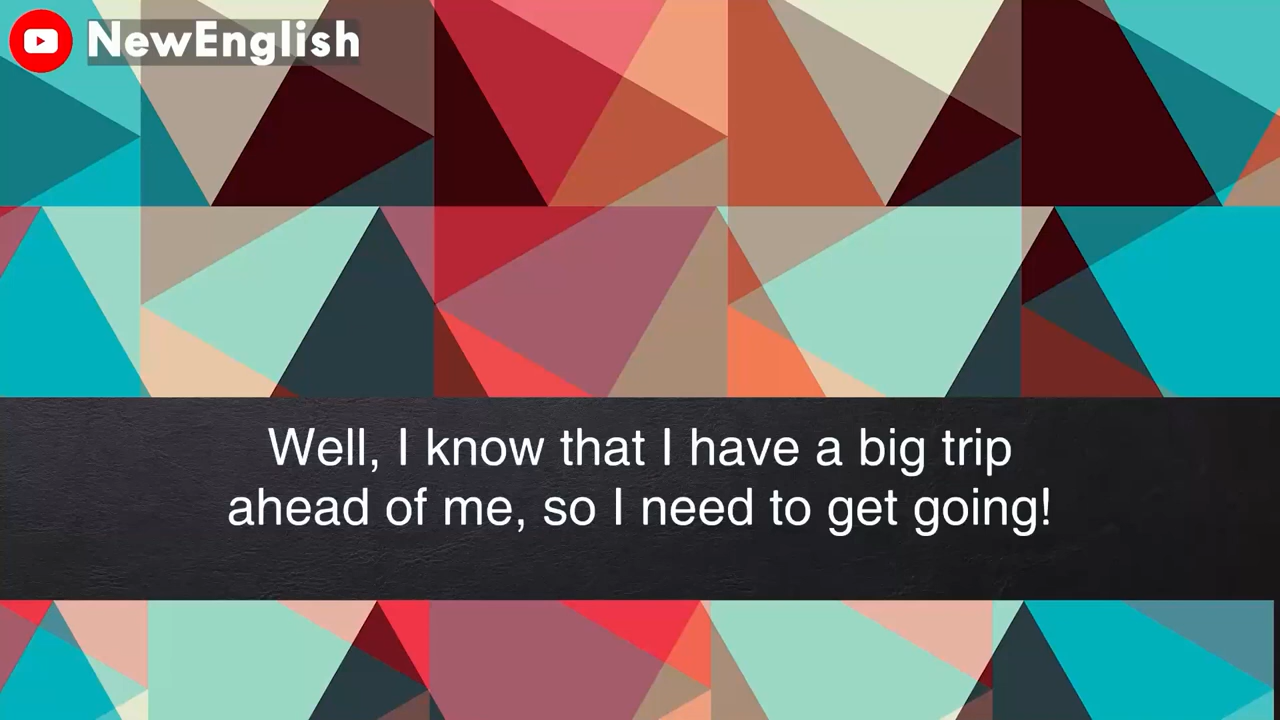 NewEnglish
Well, I know that I have a big trip
ahead of me, so I need to get going!